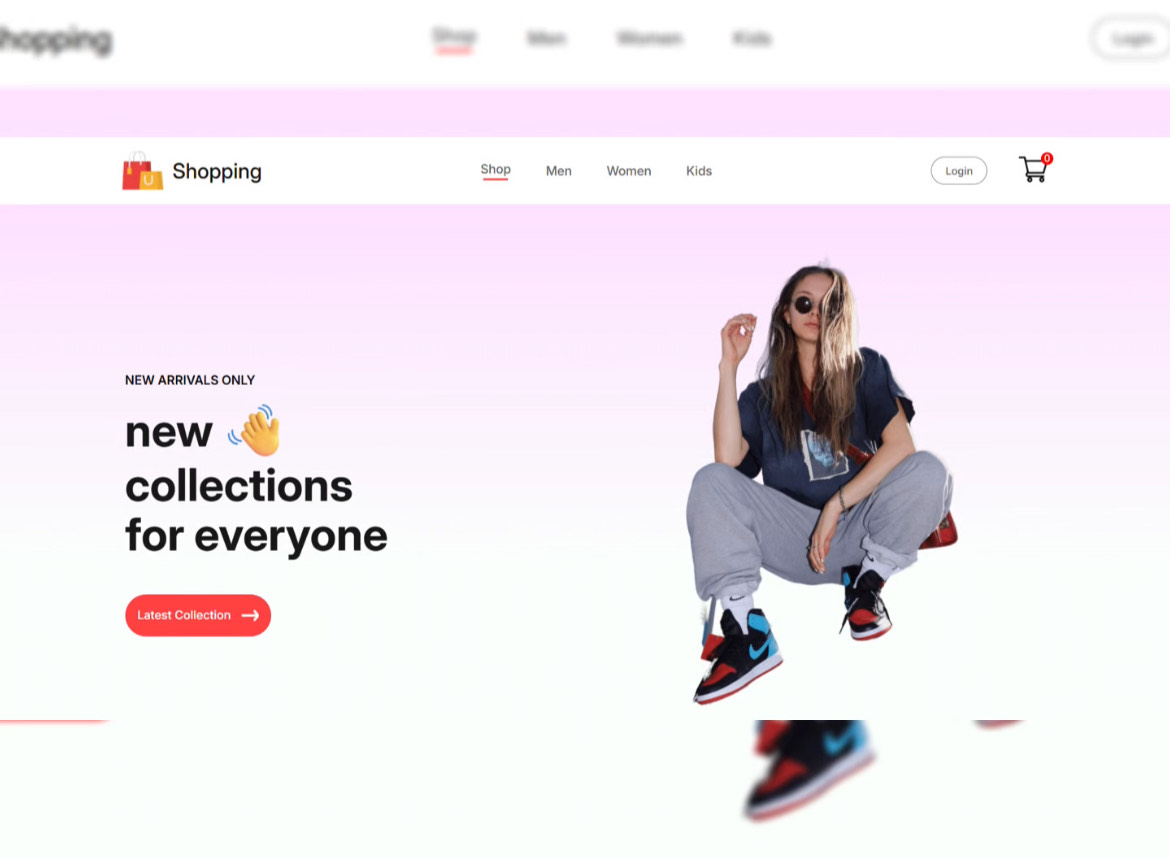 Shopping
Shop Men Women Kids
Login
Shopping
Shop Men Women Kids
Login
0
NEW ARRIVALS ONLY
new
collections
for everyone
Latest Collection